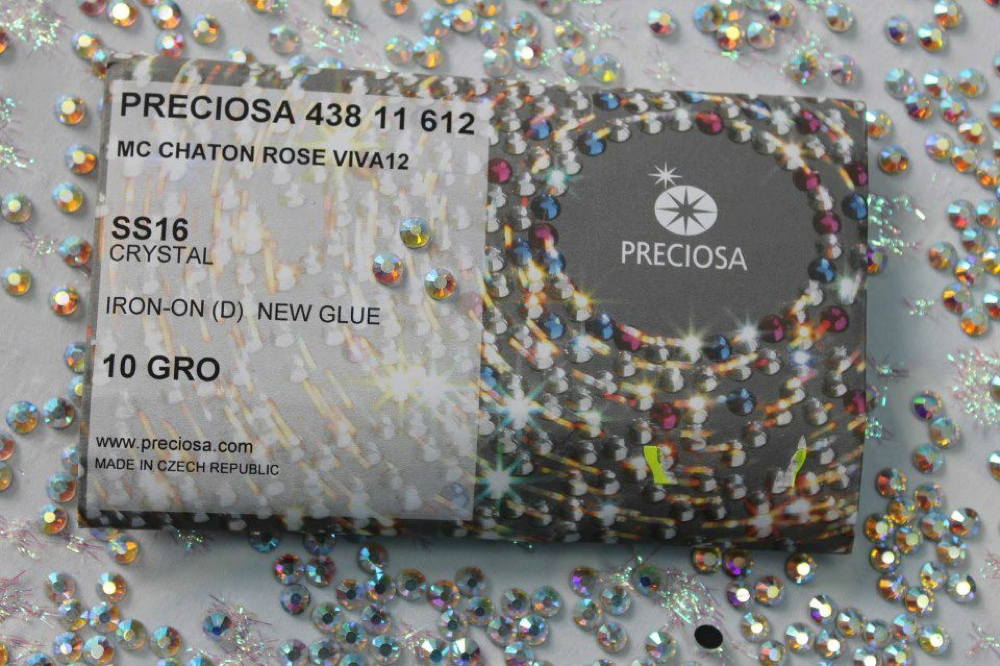 PRECIOSA 438 11 612
MC CHATON ROSE VIVA12
SS16
CRYSTAL
IRON-ON (D)  NEW GLUE
10 GRO
www.preciosa.com
MADE IN CZECH REPUBLIC
PRECIOSA